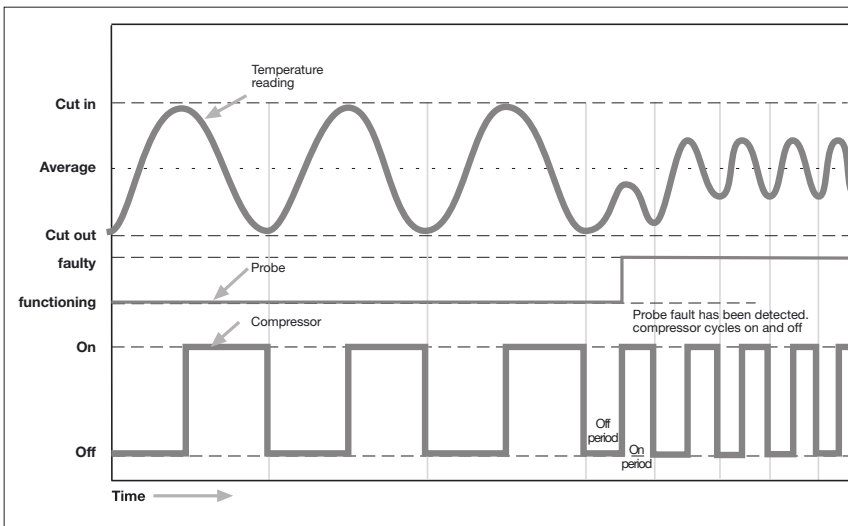 Temperature
reading
Cut in
Average
Cut out
faulty
Probe
functioning
Probe fault has been detected.
compressor cycles on and off
Compressor
On
Off
period
On
period
Off
Time